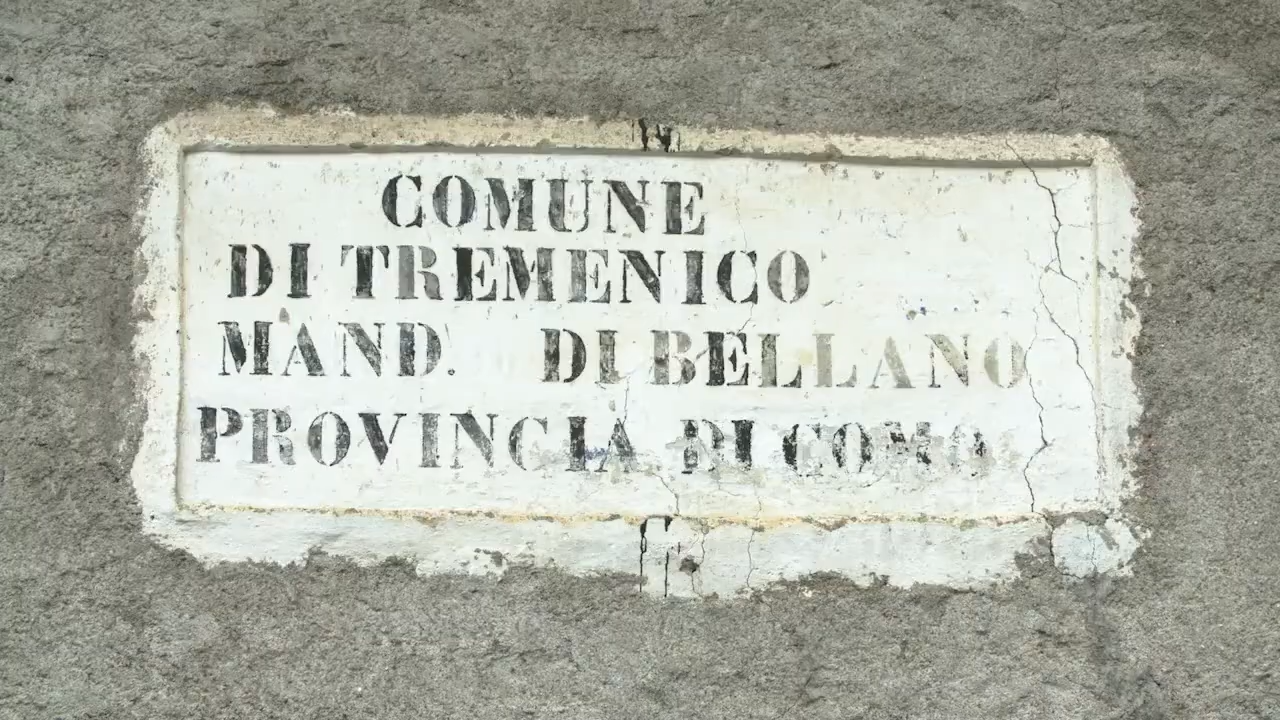 COMUNE
DI TREMENICO
MAND. DI BELLANO
PROVINCIA DI COMO